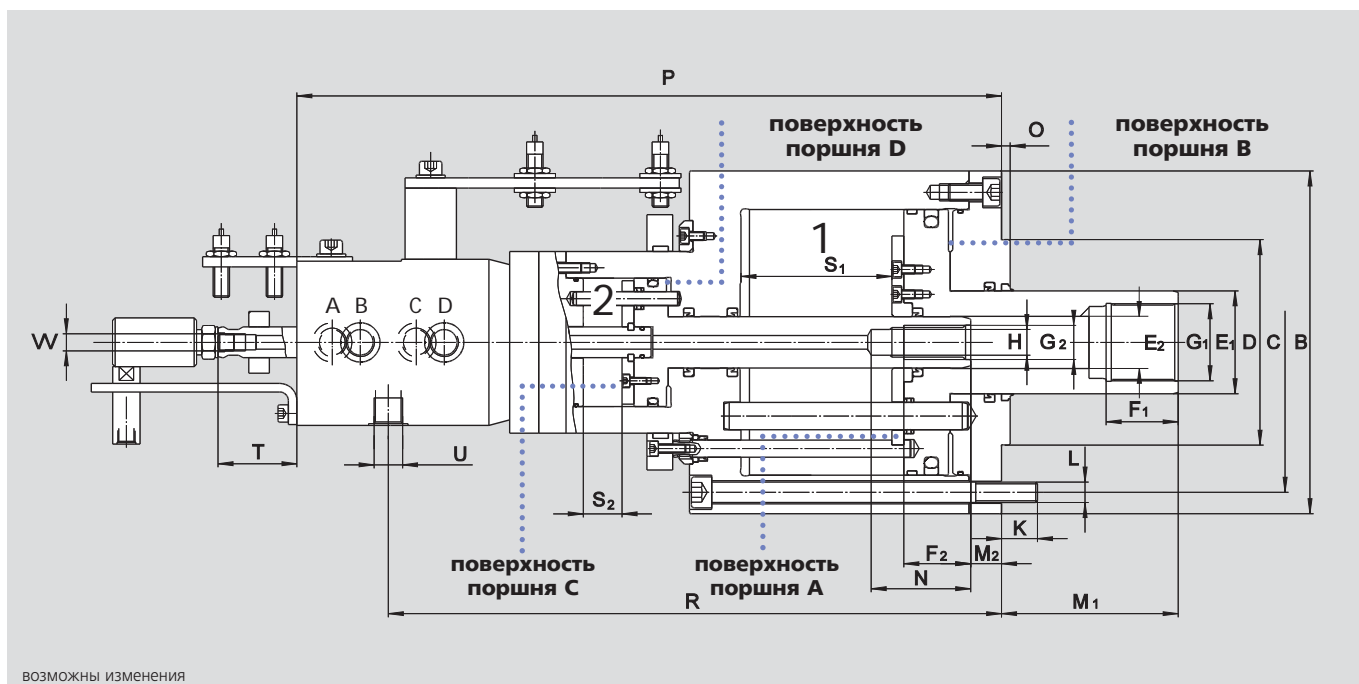 P
поверхность
поршня D
O
поверхность
поршня B
1
S₁
2
A B C D
W
H G₂ E₂ G₁ E₁ D C B
F₁
T
U
S₂
L
K
F₂ M₂
N
поверхность
поршня C
поверхность
поршня A
R
M₁
возможны изменения